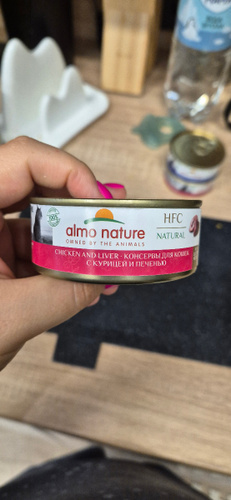 almo nature
OWNED BY THE ANIMALS
HFC
NATURAL
CHICKEN AND LIVER · КОНСЕРВЫ ДЛЯ КОШЕК
С КУРИЦЕЙ И ПЕЧЕНЬЮ